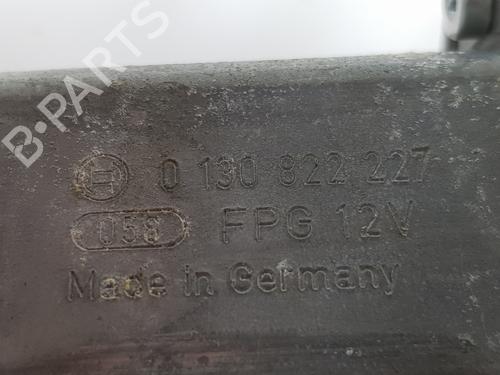 B-PARTS
0 130 822 227
058 FPG 12V
Made in Germany